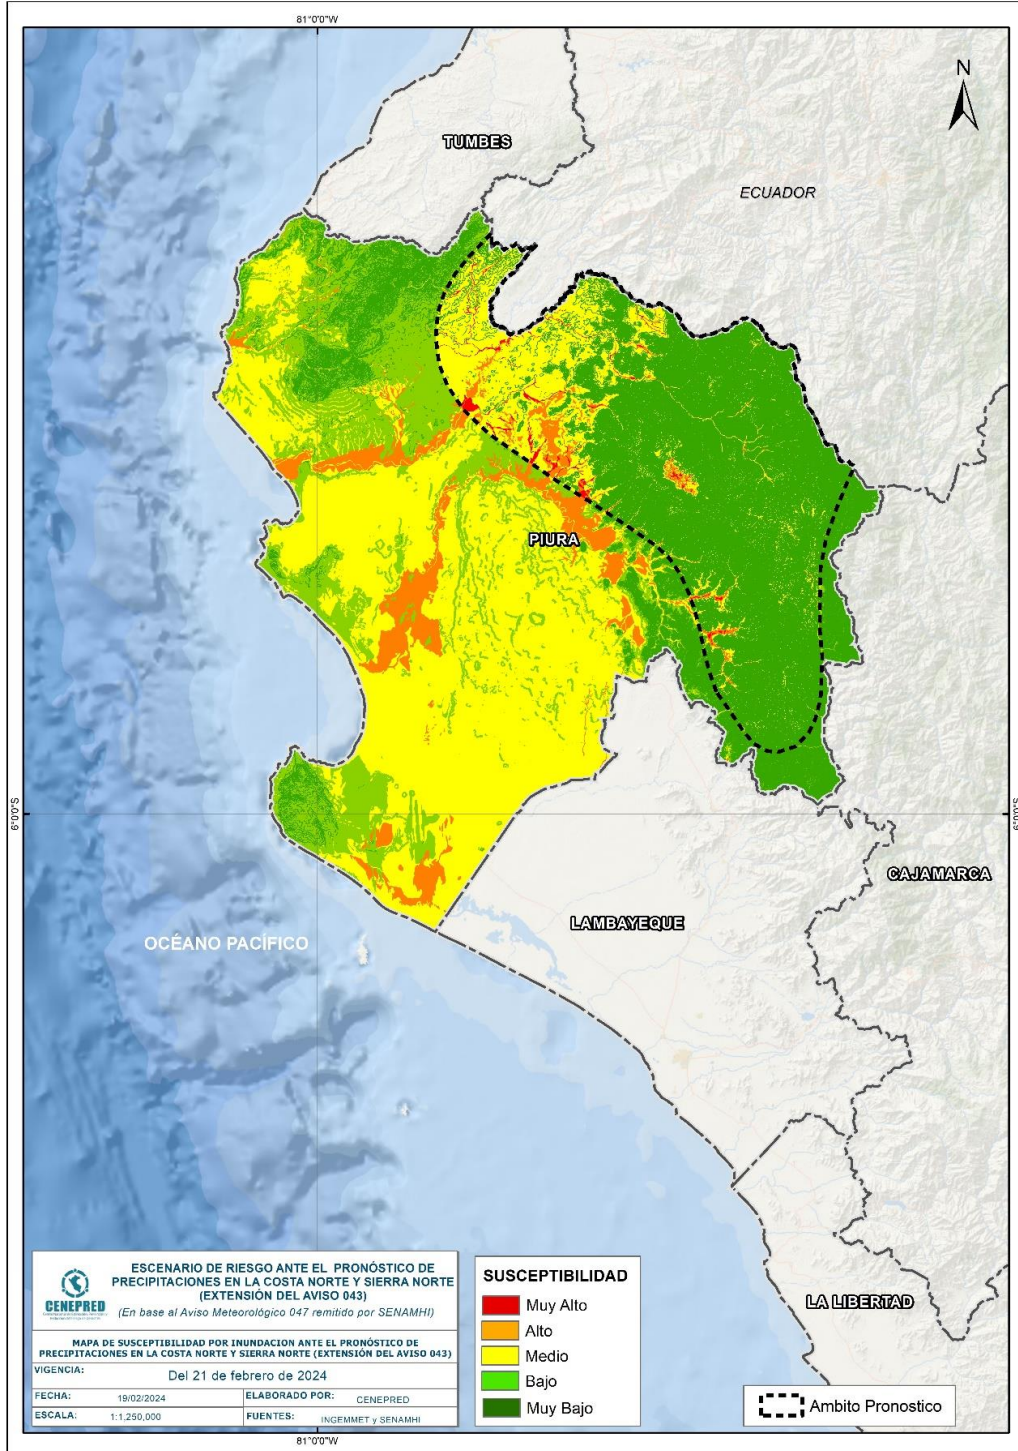 81°0'0"W
N
TUMBES
ECUADOR
PIURA
6°0'0"S
6°0'0"S
CAJAMARCA
LAMBAYEQUE
OCÉANO PACÍFICO
LA LIBERTAD
CENEPRED
ESCENARIO DE RIESGO ANTE EL PRONÓSTICO DE
PRECIPITACIONES EN LA COSTA NORTE Y SIERRA NORTE
(EXTENSIÓN DEL AVISO 043)
(En base al Aviso Meteorológico 047 remitido por SENAMHI)
MAPA DE SUSCEPTIBILIDAD POR INUNDACION ANTE EL PRONÓSTICO DE
PRECIPITACIONES EN LA COSTA NORTE Y SIERRA NORTE (EXTENSIÓN DEL AVISO 043)
VIGENCIA: Del 21 de febrero de 2024
FECHA: 19/02/2024 ELABORADO POR: CENEPRED
ESCALA: 1:1,250,000 FUENTES: INGEMMET y SENAMHI
SUSCEPTIBILIDAD
Muy Alto
Alto
Medio
Bajo
Muy Bajo
Ambito Pronostico
81°0'0"W